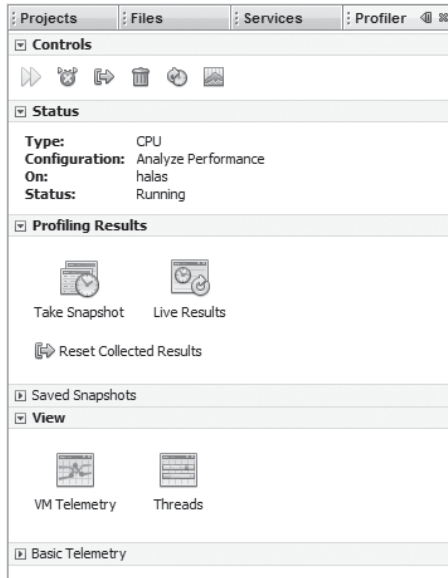 Projects Files Services Profiler
Controls
Status
Type: CPU
Configuration: Analyze Performance
On: halas
Status: Running
Profiling Results
Take Snapshot Live Results
Reset Collected Results
Saved Snapshots
View
VM Telemetry Threads
Basic Telemetry